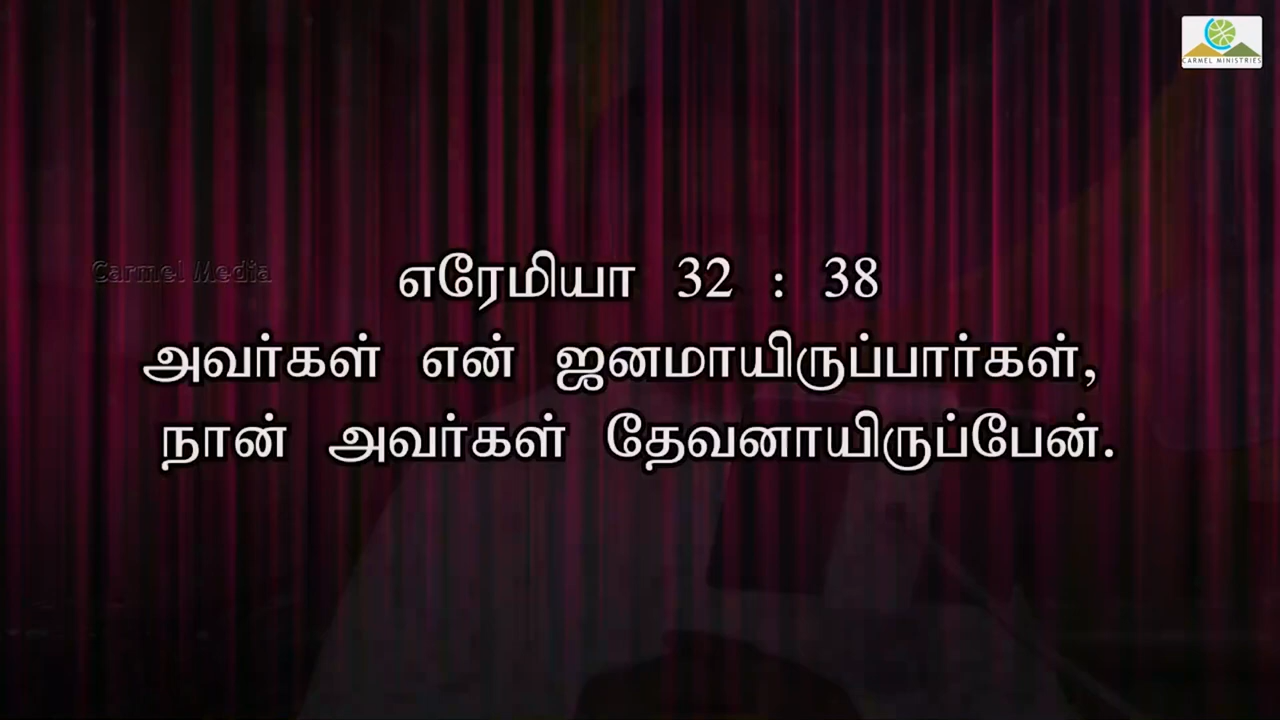 CARMEL MINISTRIES
Carmel Media
எரேமியா 32 : 38
அவர்கள் என் ஜனமாயிருப்பார்கள்,
நான் அவர்கள் தேவனாயிருப்பேன்.